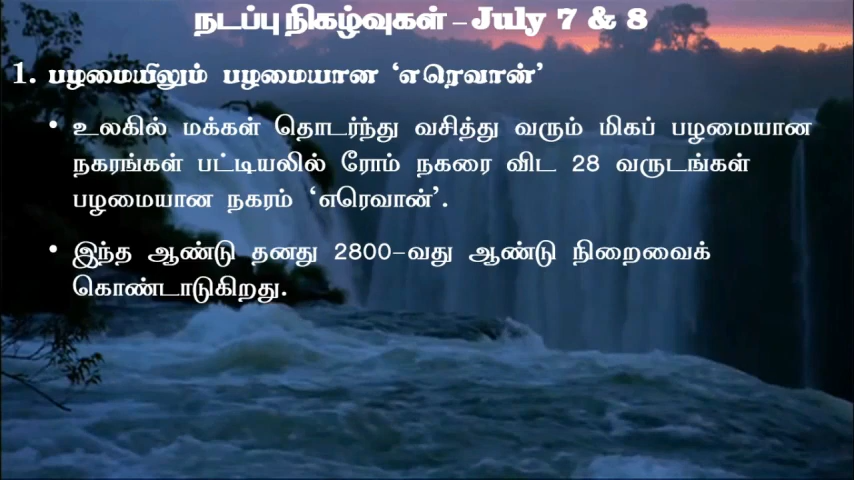 நடப்பு நிகழ்வுகள் – July 7 & 8
1. பழமையிலும் பழமையான ‘எரெவான்’
• உலகில் மக்கள் தொடர்ந்து வசித்து வரும் மிகப் பழமையான
நகரங்கள் பட்டியலில் ரோம் நகரை விட 28 வருடங்கள்
பழமையான நகரம் ‘எரெவான்’.
• இந்த ஆண்டு தனது 2800–வது ஆண்டு நிறைவைக்
கொண்டாடுகிறது.